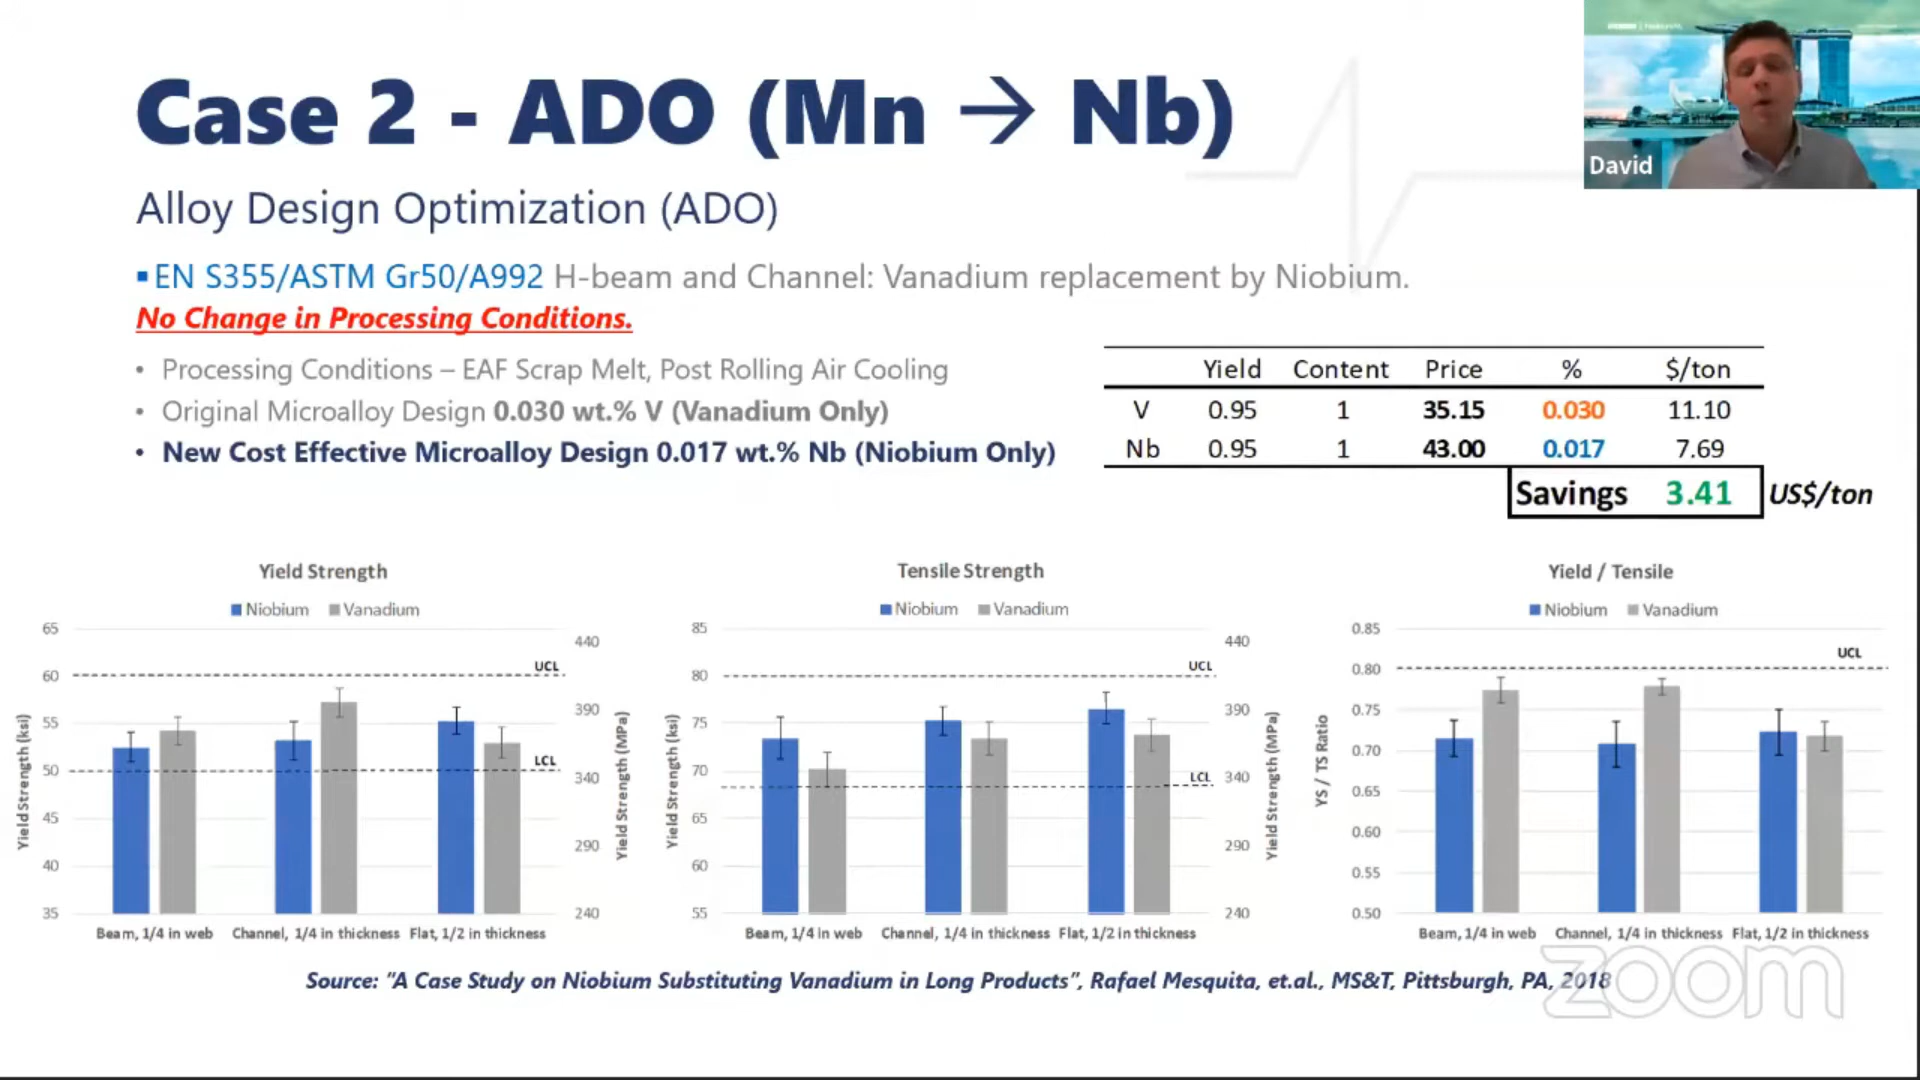 Case 2 - ADO (Mn → Nb)
David
Alloy Design Optimization (ADO)
▪EN S355/ASTM Gr50/A992 H-beam and Channel: Vanadium replacement by Niobium.
No Change in Processing Conditions.
• Processing Conditions – EAF Scrap Melt, Post Rolling Air Cooling
• Original Microalloy Design 0.030 wt.% V (Vanadium Only)
• New Cost Effective Microalloy Design 0.017 wt.% Nb (Niobium Only)
Yield Content Price % $/ton
V 0.95 1 35.15 0.030 11.10
Nb 0.95 1 43.00 0.017 7.69
Savings 3.41 US$/ton
Yield Strength
Niobium Vanadium
65
60
55
50
45
40
35
440
390
340
290
240
UCL
LCL
Yield Strength (ksi)
Yield Strength (MPa)
Beam, 1/4 in web Channel, 1/4 in thickness Flat, 1/2 in thickness
Tensile Strength
Niobium Vanadium
85
80
75
70
65
60
55
440
390
340
290
240
UCL
LCL
Yield Strength (ksi)
Yield Strength (MPa)
Beam, 1/4 in web Channel, 1/4 in thickness Flat, 1/2 in thickness
Yield / Tensile
Niobium Vanadium
0.85
0.80
0.75
0.70
0.65
0.60
0.55
0.50
UCL
YS / TS Ratio
Beam, 1/4 in web Channel, 1/4 in thickness Flat, 1/2 in thickness
Source: "A Case Study on Niobium Substituting Vanadium in Long Products", Rafael Mesquita, et.al., MS&T, Pittsburgh, PA, 2018
zoom